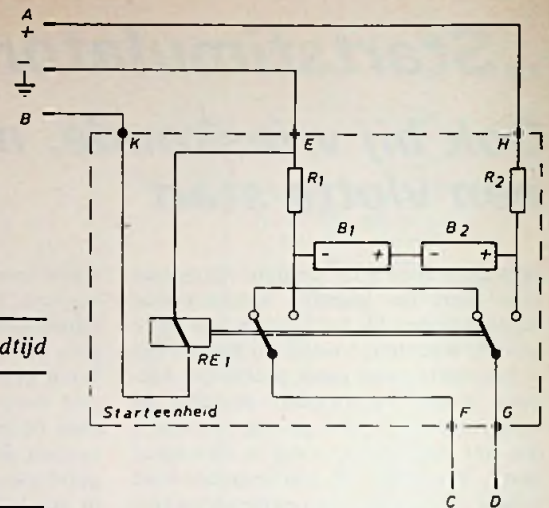 A
+
−
B
K
E
H
R1
R2
B1
B2
− + − +
RE1
Starteenheid
F G
C D
dtijd